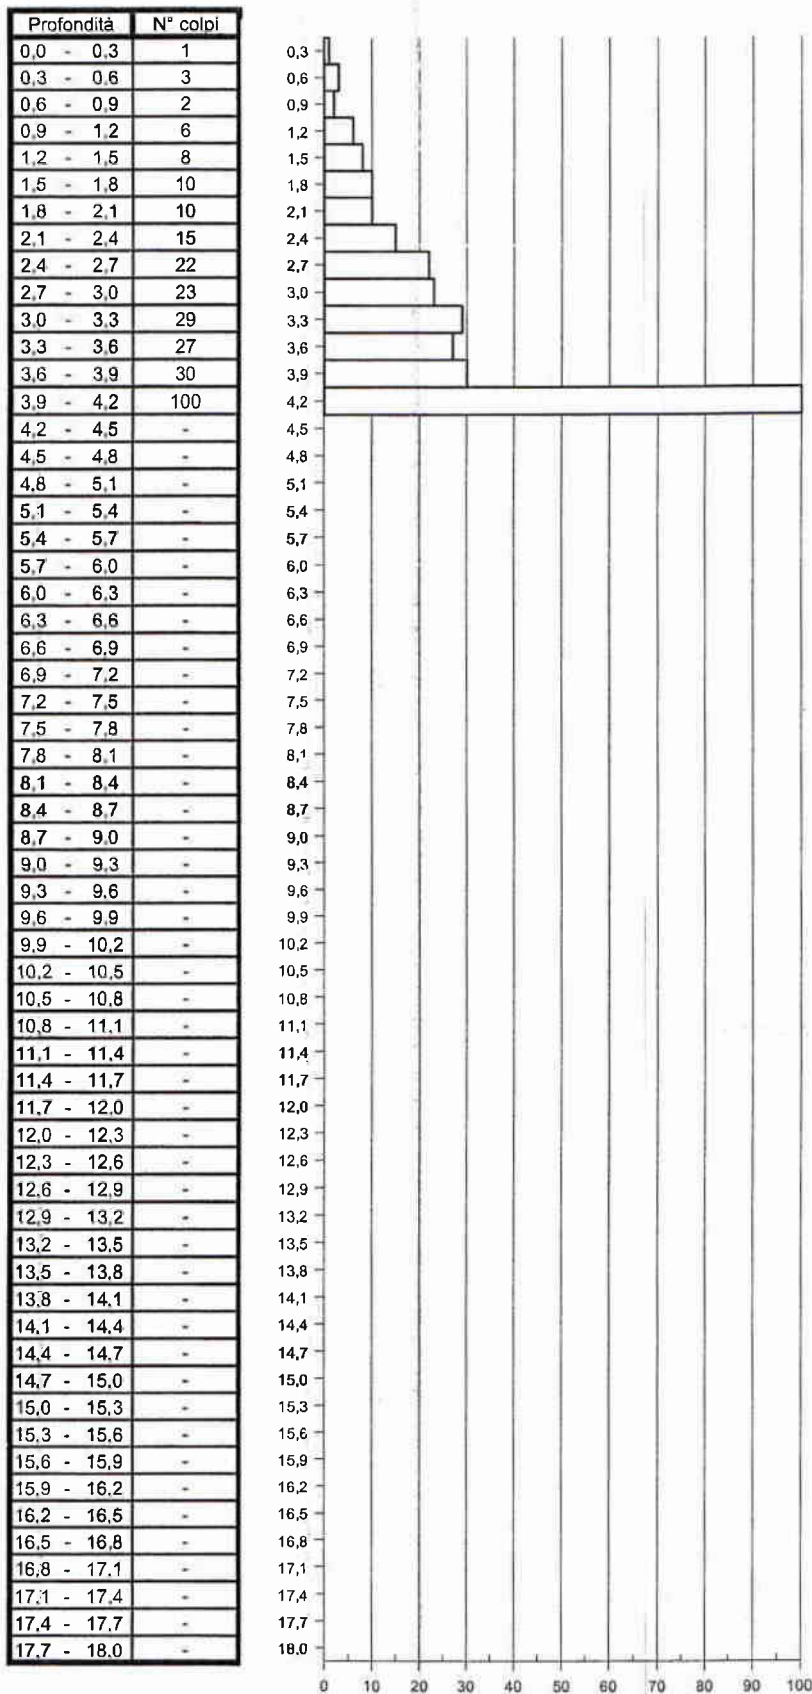 Profondità N° colpi
0,0 - 0,3 1
0,3 - 0,6 3
0,6 - 0,9 2
0,9 - 1,2 6
1,2 - 1,5 8
1,5 - 1,8 10
1,8 - 2,1 10
2,1 - 2,4 15
2,4 - 2,7 22
2,7 - 3,0 23
3,0 - 3,3 29
3,3 - 3,6 27
3,6 - 3,9 30
3,9 - 4,2 100
4,2 - 4,5 -
4,5 - 4,8 -
4,8 - 5,1 -
5,1 - 5,4 -
5,4 - 5,7 -
5,7 - 6,0 -
6,0 - 6,3 -
6,3 - 6,6 -
6,6 - 6,9 -
6,9 - 7,2 -
7,2 - 7,5 -
7,5 - 7,8 -
7,8 - 8,1 -
8,1 - 8,4 -
8,4 - 8,7 -
8,7 - 9,0 -
9,0 - 9,3 -
9,3 - 9,6 -
9,6 - 9,9 -
9,9 - 10,2 -
10,2 - 10,5 -
10,5 - 10,8 -
10,8 - 11,1 -
11,1 - 11,4 -
11,4 - 11,7 -
11,7 - 12,0 -
12,0 - 12,3 -
12,3 - 12,6 -
12,6 - 12,9 -
12,9 - 13,2 -
13,2 - 13,5 -
13,5 - 13,8 -
13,8 - 14,1 -
14,1 - 14,4 -
14,4 - 14,7 -
14,7 - 15,0 -
15,0 - 15,3 -
15,3 - 15,6 -
15,6 - 15,9 -
15,9 - 16,2 -
16,2 - 16,5 -
16,5 - 16,8 -
16,8 - 17,1 -
17,1 - 17,4 -
17,4 - 17,7 -
17,7 - 18,0 -
0,3
0,6
0,9
1,2
1,5
1,8
2,1
2,4
2,7
3,0
3,3
3,6
3,9
4,2
4,5
4,8
5,1
5,4
5,7
6,0
6,3
6,6
6,9
7,2
7,5
7,8
8,1
8,4
8,7
9,0
9,3
9,6
9,9
10,2
10,5
10,8
11,1
11,4
11,7
12,0
12,3
12,6
12,9
13,2
13,5
13,8
14,1
14,4
14,7
15,0
15,3
15,6
15,9
16,2
16,5
16,8
17,1
17,4
17,7
18,0
0 10 20 30 40 50 60 70 80 90 100